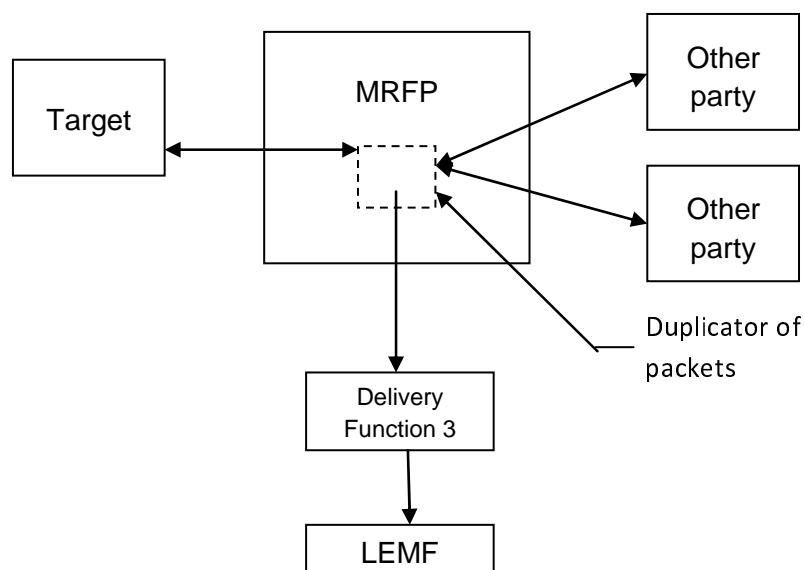 Other
party
MRFP
Target
Other
party
Duplicator of
packets
Delivery
Function 3
LEMF